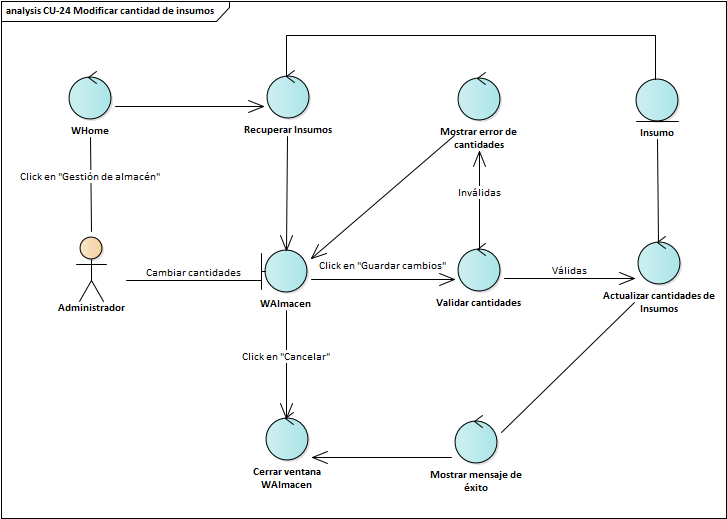 analysis CU-24 Modificar cantidad de insumos
WHome
Recuperar Insumos
Mostrar error de
cantidades
Insumo
Click en "Gestión de almacén"
Inválidas
Administrador
Cambiar cantidades
WAlmacen
Click en "Guardar cambios"
Validar cantidades
Válidas
Actualizar cantidades de
Insumos
Click en "Cancelar"
Cerrar ventana
WAlmacen
Mostrar mensaje de
éxito